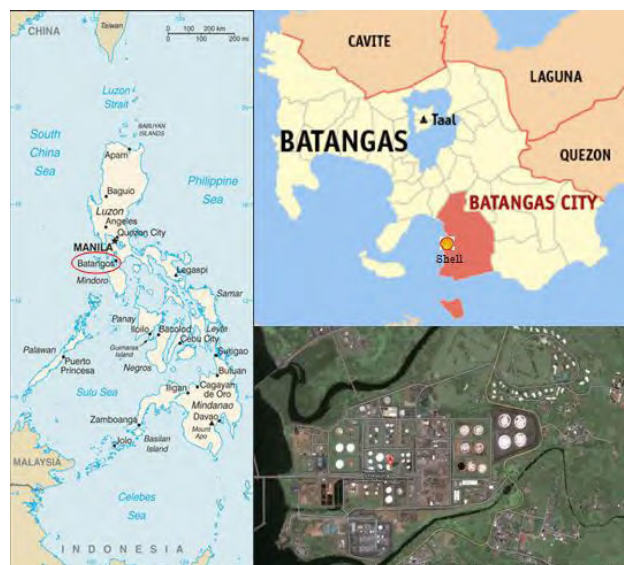 CHINA
Taiwan
0 100 200 km
0 100 200 mi
Luzon
Strait
BABUYAN
ISLANDS
South
China
Sea
Aparri
Philippine
Sea
Baguio
Luzon
Angeles
Quezon City
MANILA
Batangas
Mindoro
Legaspi
Samar
Panay
Iloilo
Bacolod
Leyte
Cebu City
Guimaras
Island
Palawan
Negros
Surigao
Puerto
Princesa
Butuan
Sulu Sea
Iligan
Cagayan
de Oro
Mindanao
Zamboanga
Davao
Mount
Apo
Jolo
Basilan
Island
MALAYSIA
Celebes
Sea
INDONESIA
CAVITE
LAGUNA
Taal
BATANGAS
QUEZON
BATANGAS CITY
Shell